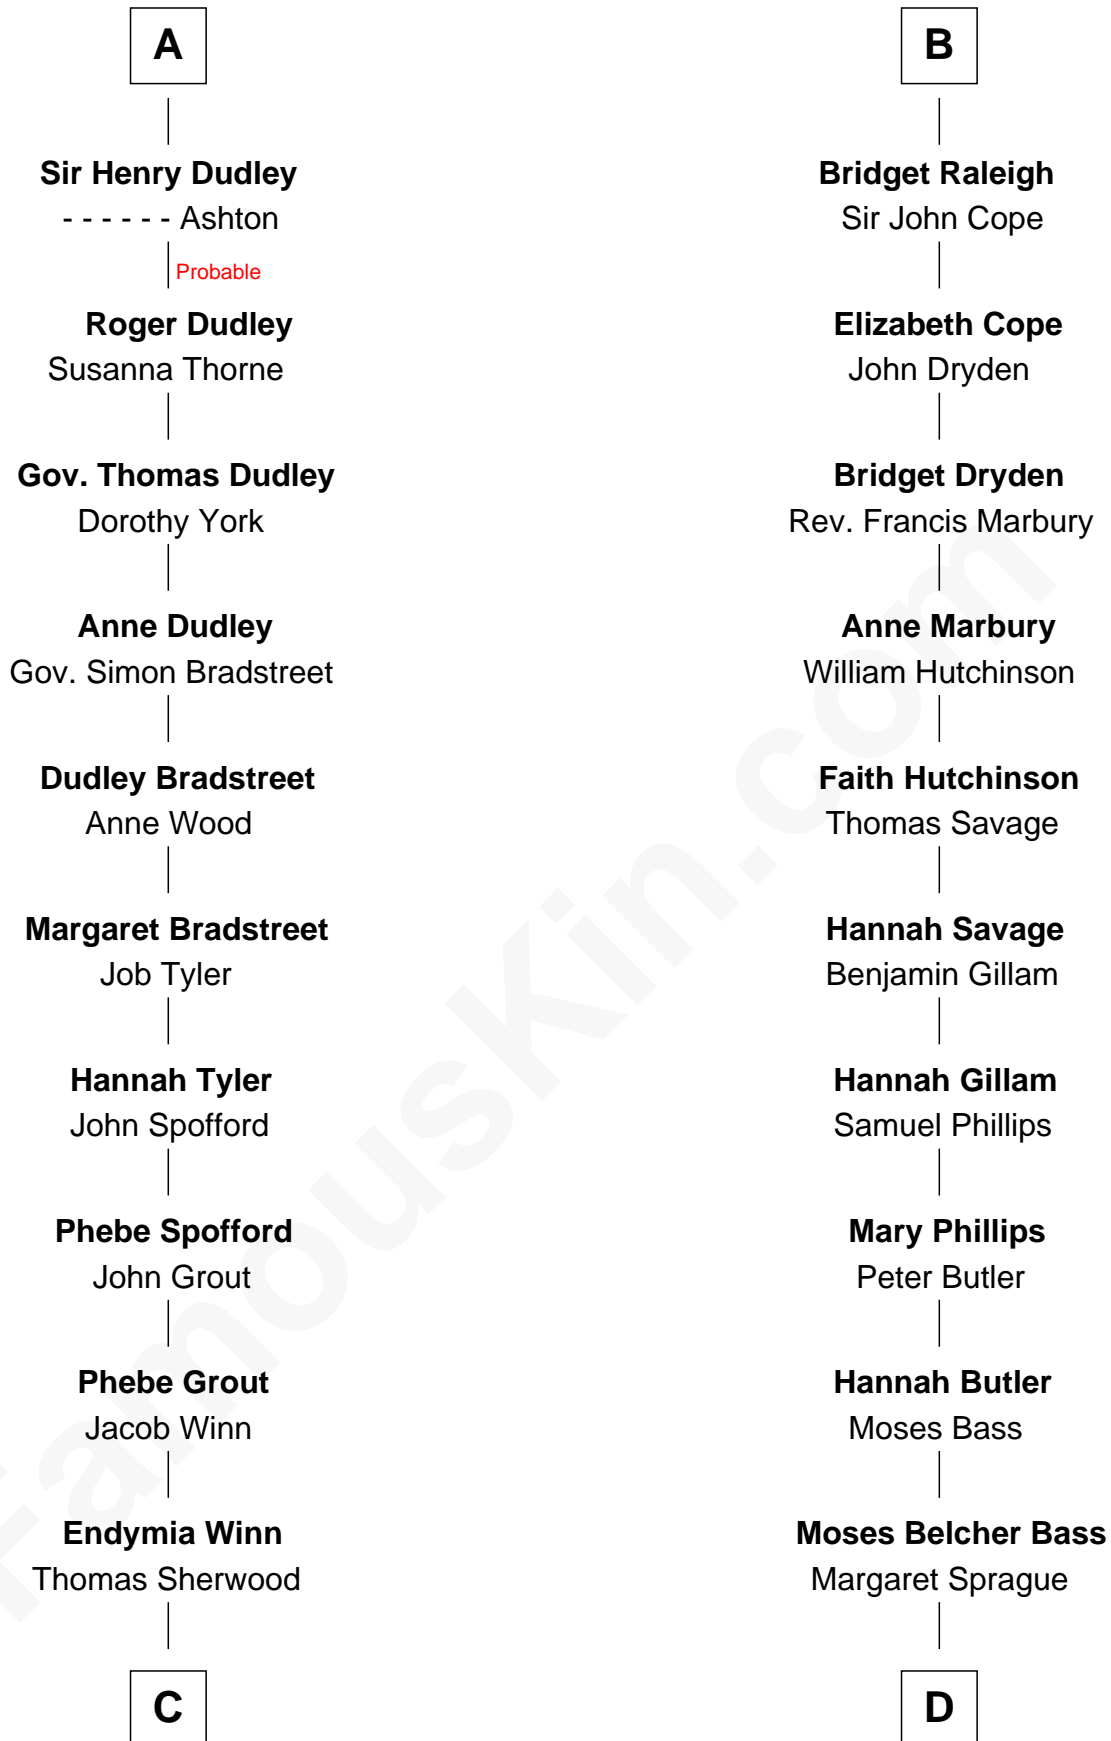 A
Sir Henry Dudley
- - - - - - Ashton
Probable
Roger Dudley
Susanna Thorne
Gov. Thomas Dudley
Dorothy York
Anne Dudley
Gov. Simon Bradstreet
Dudley Bradstreet
Anne Wood
Margaret Bradstreet
Job Tyler
Hannah Tyler
John Spofford
Phebe Spofford
John Grout
Phebe Grout
Jacob Winn
Endymia Winn
Thomas Sherwood
C
B
Bridget Raleigh
Sir John Cope
Elizabeth Cope
John Dryden
Bridget Dryden
Rev. Francis Marbury
Anne Marbury
William Hutchinson
Faith Hutchinson
Thomas Savage
Hannah Savage
Benjamin Gillam
Hannah Gillam
Samuel Phillips
Mary Phillips
Peter Butler
Hannah Butler
Moses Bass
Moses Belcher Bass
Margaret Sprague
D
FamousKin.com